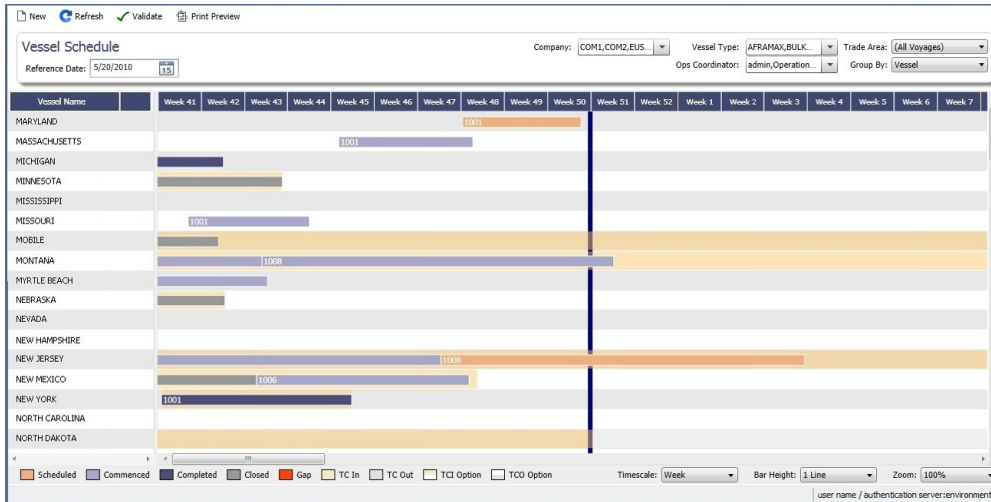 New Refresh Validate Print Preview
Vessel Schedule
Company: COM1,COM2,EUS... Vessel Type: AFRAMAX,BULK... Trade Area: (All Voyages)
Reference Date: 5/20/2010 15 Ops Coordinator: admin,Operation... Group By: Vessel
Vessel Name Week 41 Week 42 Week 43 Week 44 Week 45 Week 46 Week 47 Week 48 Week 49 Week 50 Week 51 Week 52 Week 1 Week 2 Week 3 Week 4 Week 5 Week 6 Week 7
MARYLAND 1001
MASSACHUSETTS 1001
MICHIGAN
MINNESOTA
MISSISSIPPI
MISSOURI 1001
MOBILE
MONTANA 1008
MYRTLE BEACH
NEBRASKA
NEVADA
NEW HAMPSHIRE
NEW JERSEY 1008
NEW MEXICO 1006
NEW YORK 1001
NORTH CAROLINA
NORTH DAKOTA
Scheduled Commenced Completed Closed Gap TC In TC Out TCI Option TCO Option Timescale: Week Bar Height: 1 Line Zoom: 100%
user name / authentication server:environment